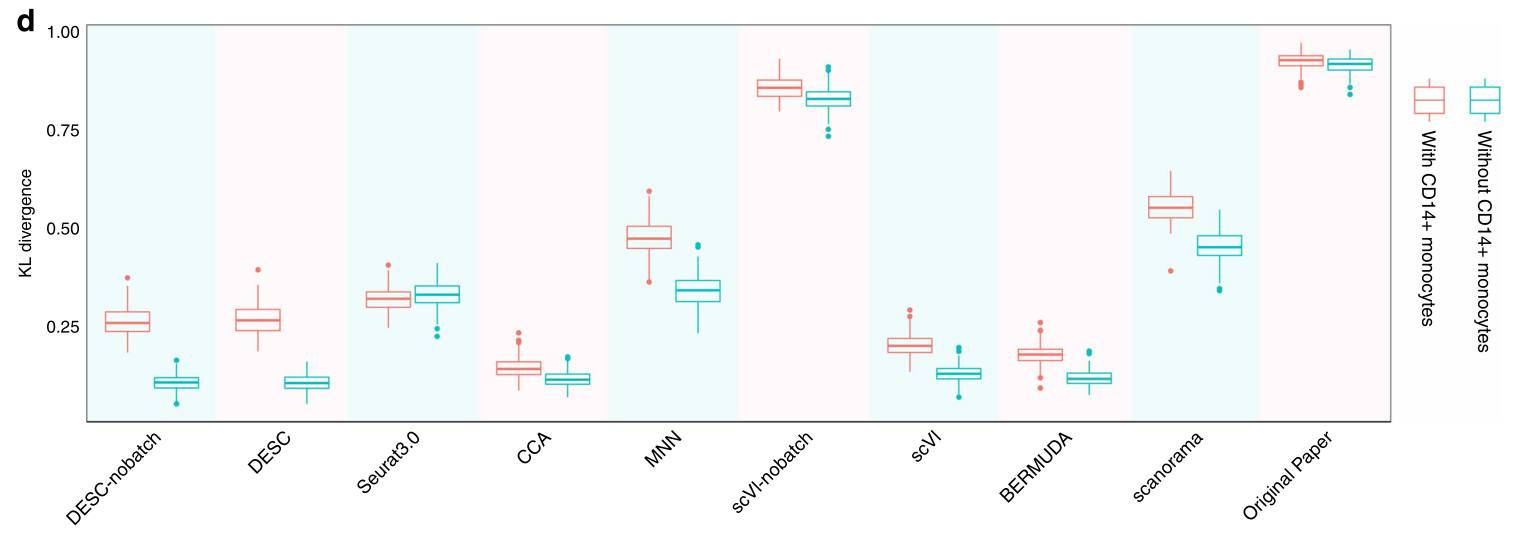 d
1.00
0.75
0.50
0.25
KL divergence
DESC-nobatch
DESC
Seurat3.0
CCA
MNN
scVI-nobatch
scVI
BERMUDA
scanorama
Original Paper
With CD14+ monocytes
Without CD14+ monocytes